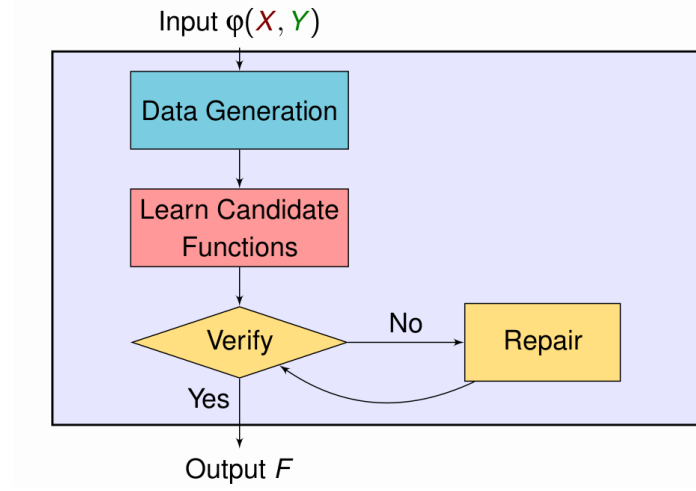 Input φ(X, Y)
Data Generation
Learn Candidate
Functions
Verify
No
Repair
Yes
Output F